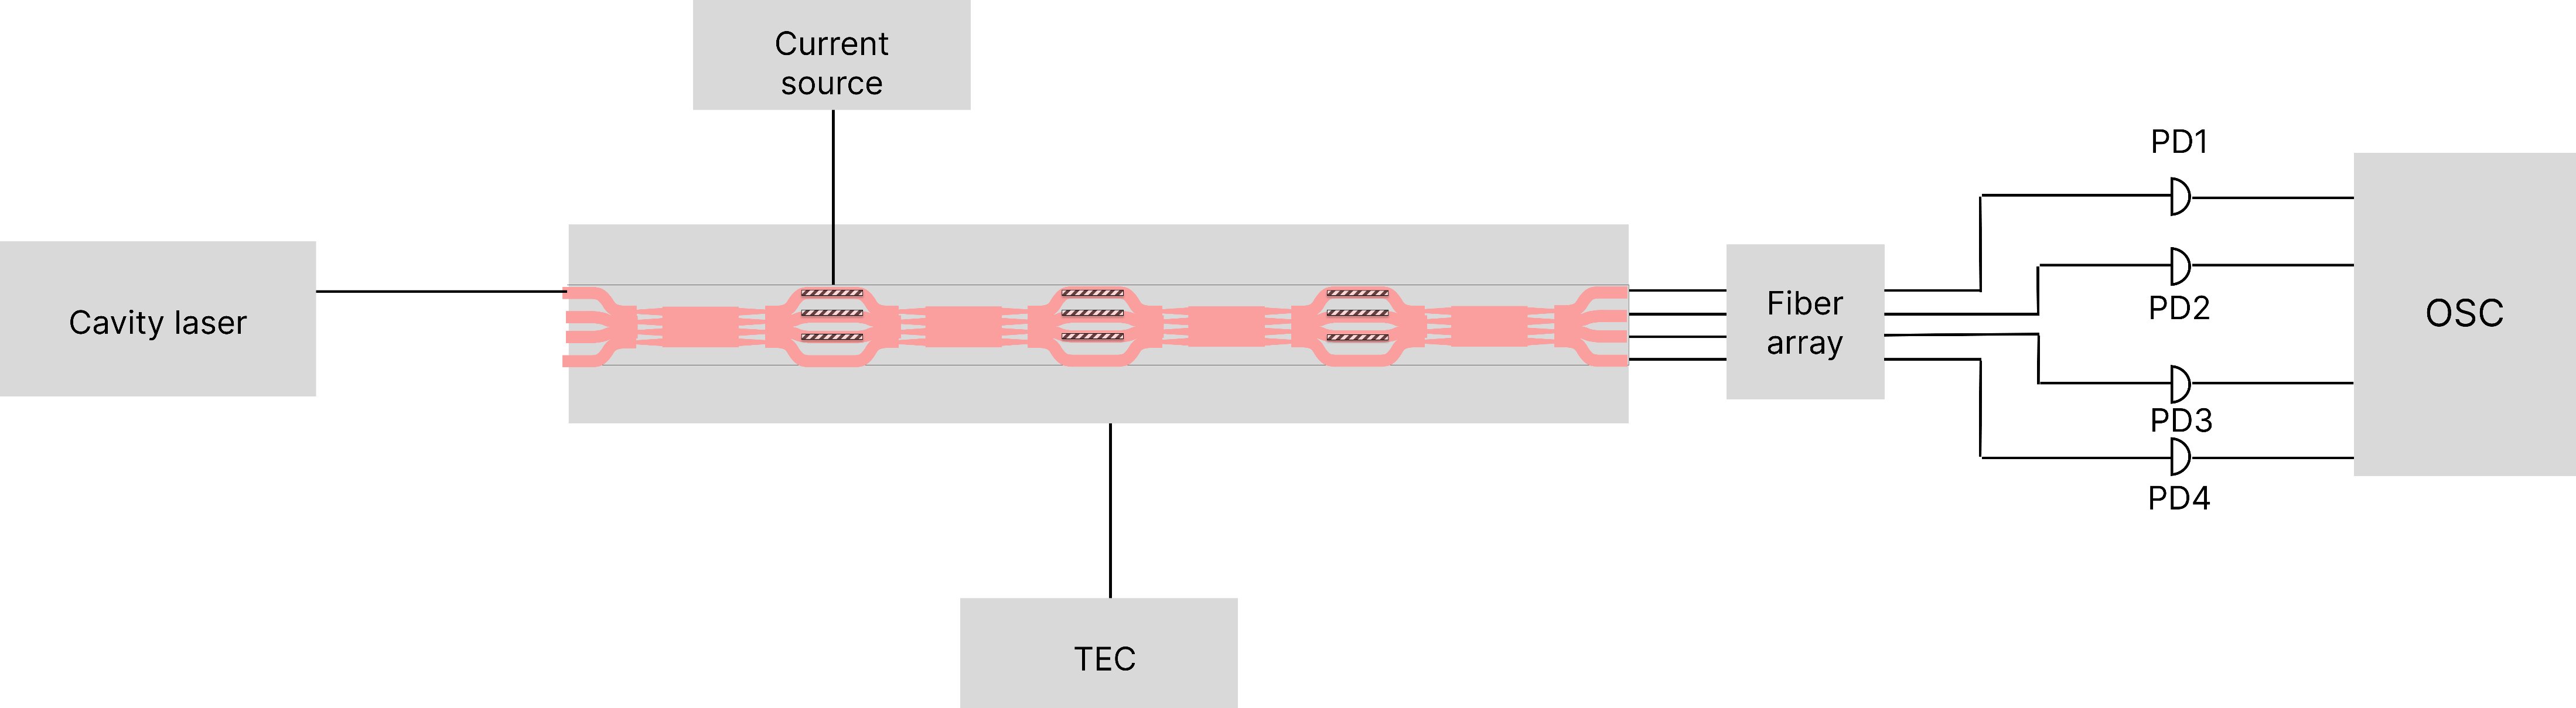 Current
source
Cavity laser
Fiber
array
PD1
PD2
PD3
PD4
OSC
TEC